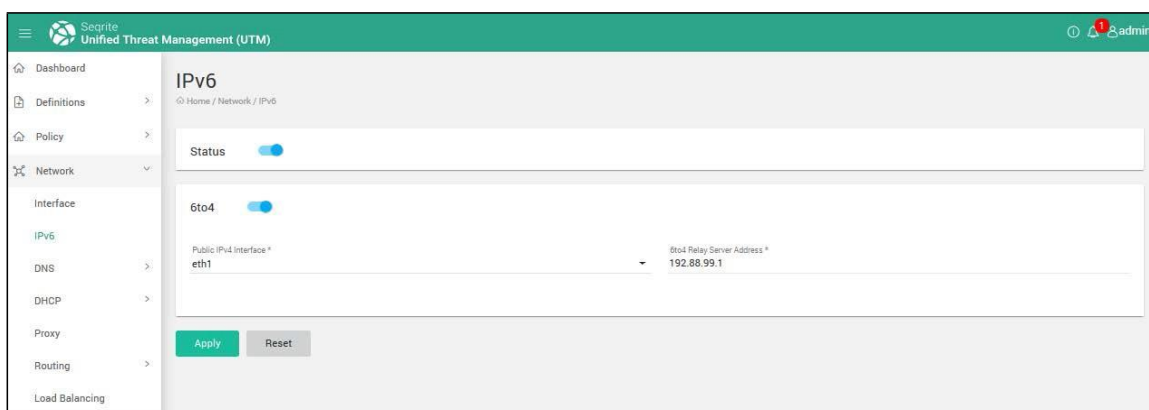 Seqrite
Unified Threat Management (UTM)
1
admin
Dashboard
Definitions
Policy
Network
Interface
IPv6
DNS
DHCP
Proxy
Routing
Load Balancing
IPv6
Home / Network / IPv6
Status
6to4
Public IPv4 Interface *
eth1
6to4 Relay Server Address *
192.88.99.1
Apply
Reset